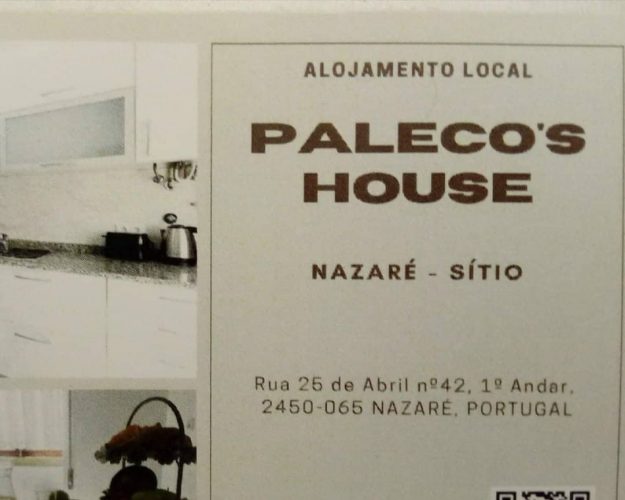 ALOJAMENTO LOCAL
PALECO'S
HOUSE
NAZARÉ - SÍTIO
Rua 25 de Abril nº42, 1º Andar,
2450-065 NAZARÉ, PORTUGAL